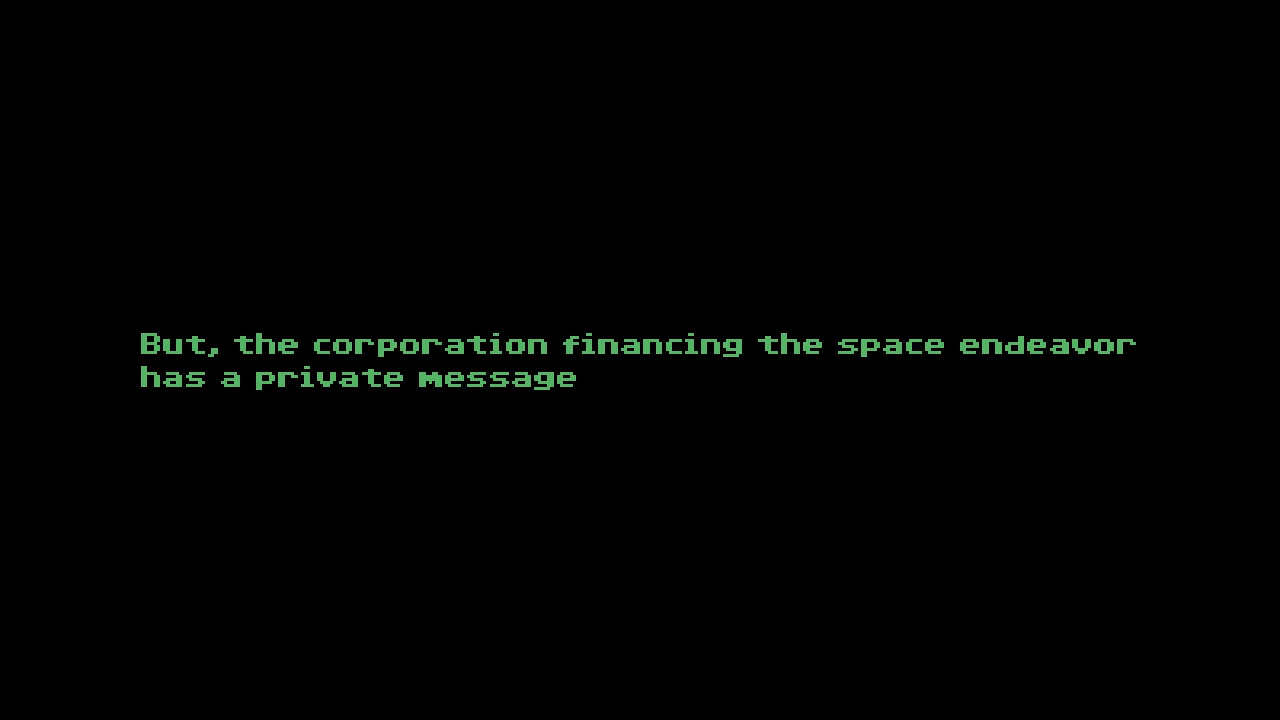 But, the corporation financing the space endeavor
has a private message